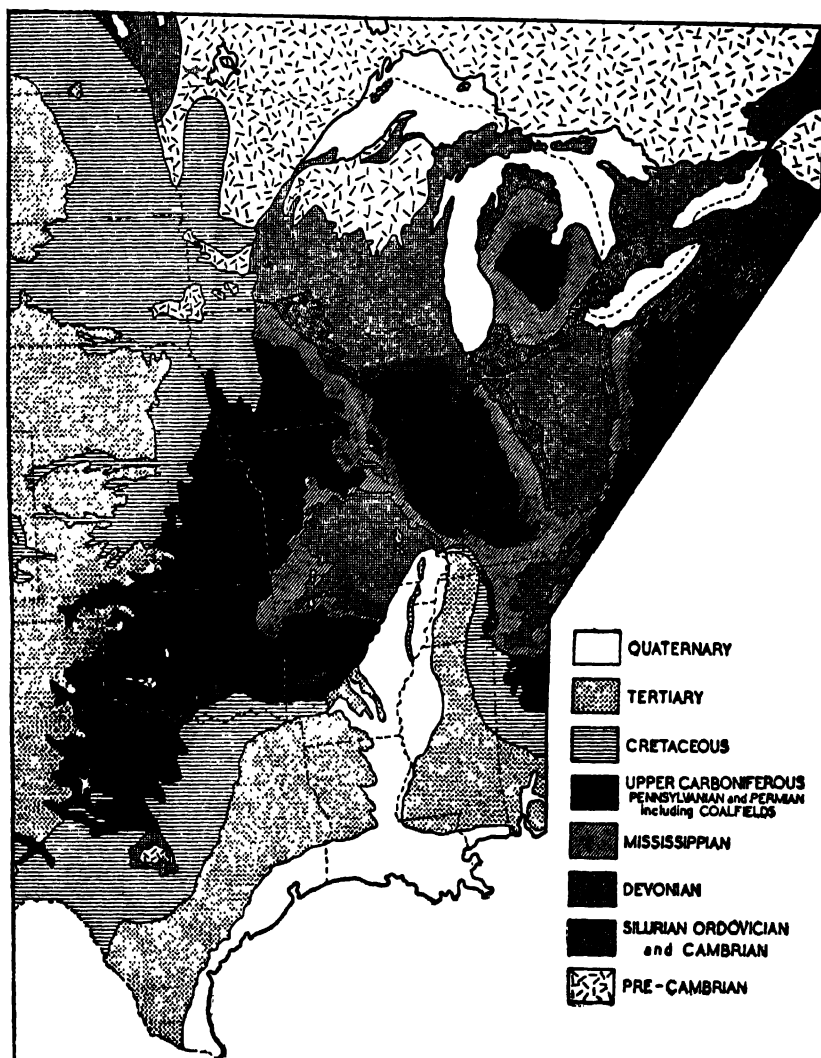 QUATERNARY
TERTIARY
CRETACEOUS
UPPER CARBONIFEROUS
PENNSYLVANIAN and PERMIAN
including COALFIELDS
MISSISSIPPIAN
DEVONIAN
SILURIAN ORDOVICIAN
and CAMBRIAN
PRE-CAMBRIAN